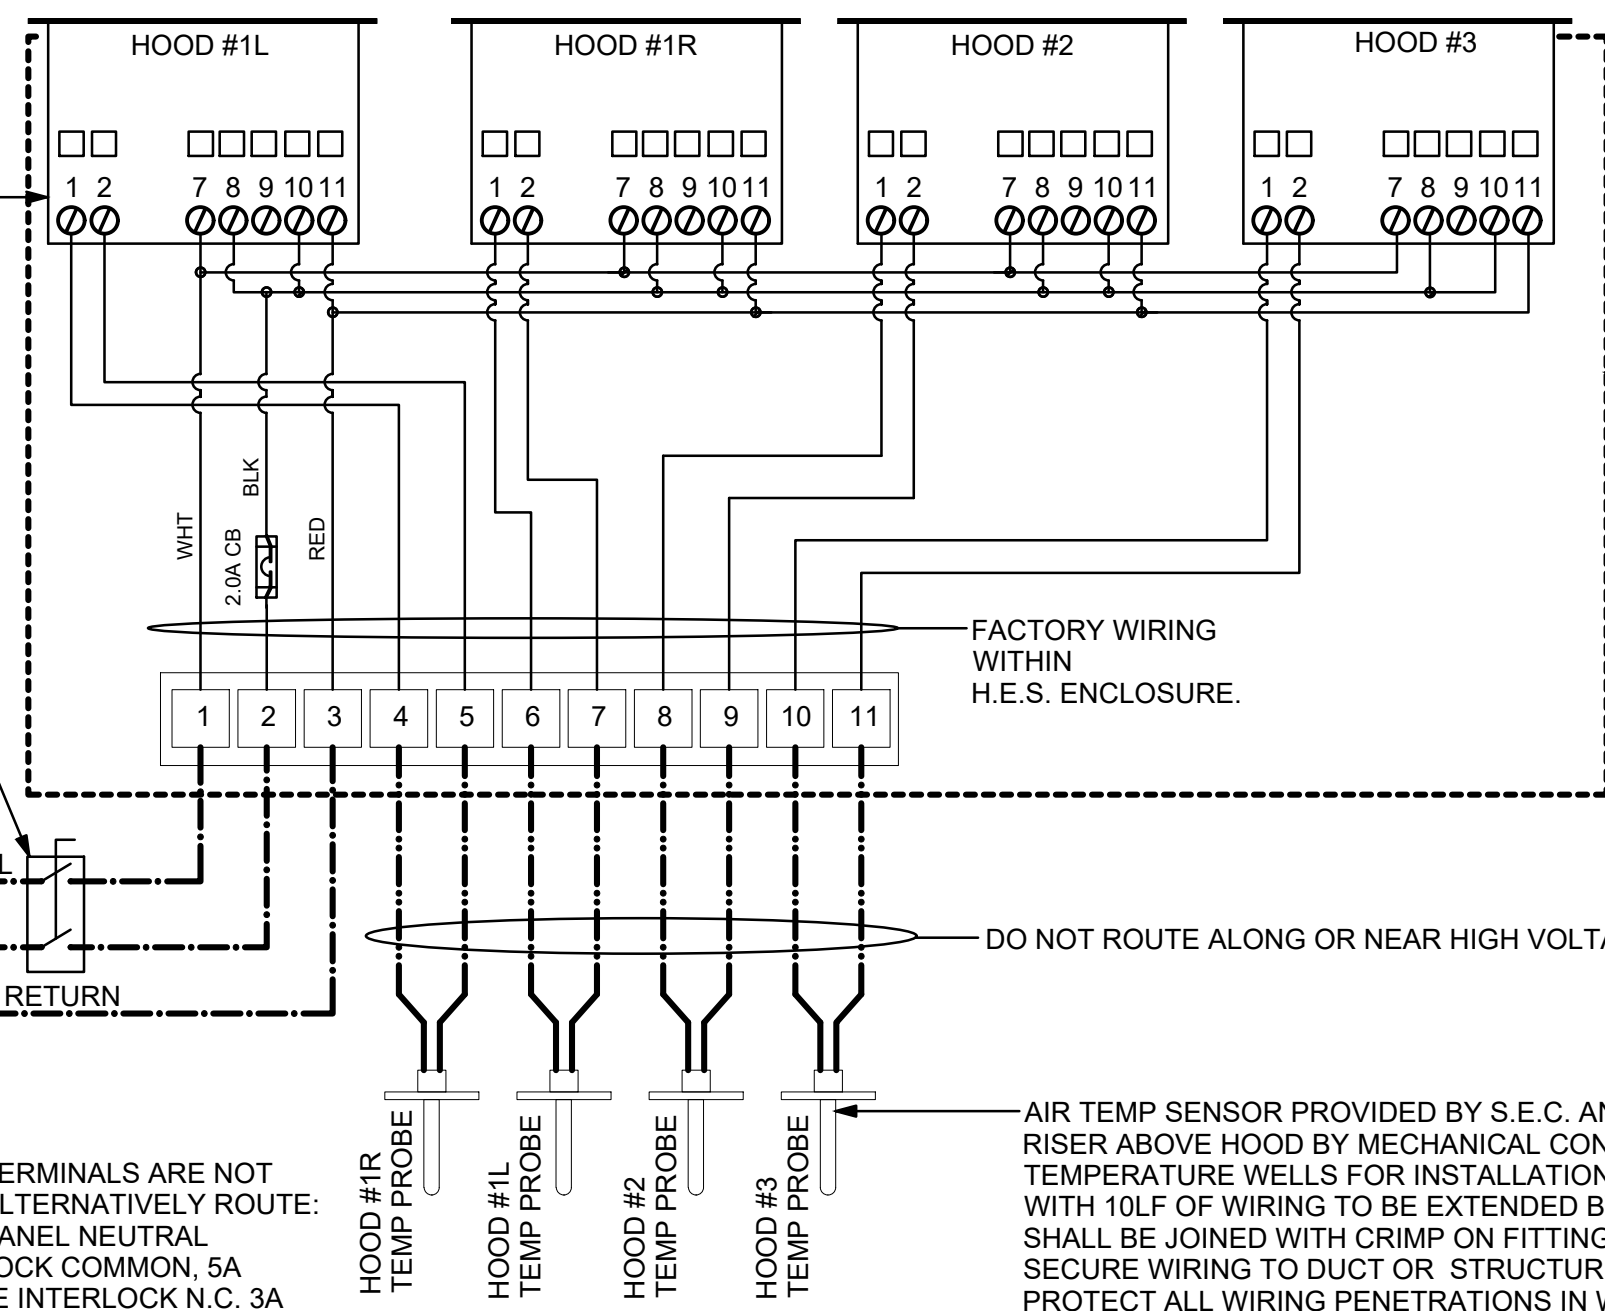 HOOD #1L
HOOD #1R
HOOD #2
HOOD #3
1 2 7 8 9 10 11
1 2 7 8 9 10 11
1 2 7 8 9 10 11
1 2 7 8 9 10 11
WHT
BLK
2.0A CB
RED
FACTORY WIRING
WITHIN
H.E.S. ENCLOSURE.
1 2 3 4 5 6 7 8 9 10 11
L
DO NOT ROUTE ALONG OR NEAR HIGH VOLTA
RETURN
HOOD #1R
TEMP PROBE
HOOD #1L
TEMP PROBE
HOOD #2
TEMP PROBE
HOOD #3
TEMP PROBE
AIR TEMP SENSOR PROVIDED BY S.E.C. AN
RISER ABOVE HOOD BY MECHANICAL CON
TEMPERATURE WELLS FOR INSTALLATION
WITH 10LF OF WIRING TO BE EXTENDED B
SHALL BE JOINED WITH CRIMP ON FITTING
SECURE WIRING TO DUCT OR STRUCTUR
PROTECT ALL WIRING PENETRATIONS IN W
ERMINALS ARE NOT
LTERNATIVELY ROUTE:
ANEL NEUTRAL
OCK COMMON, 5A
E INTERLOCK N.C. 3A